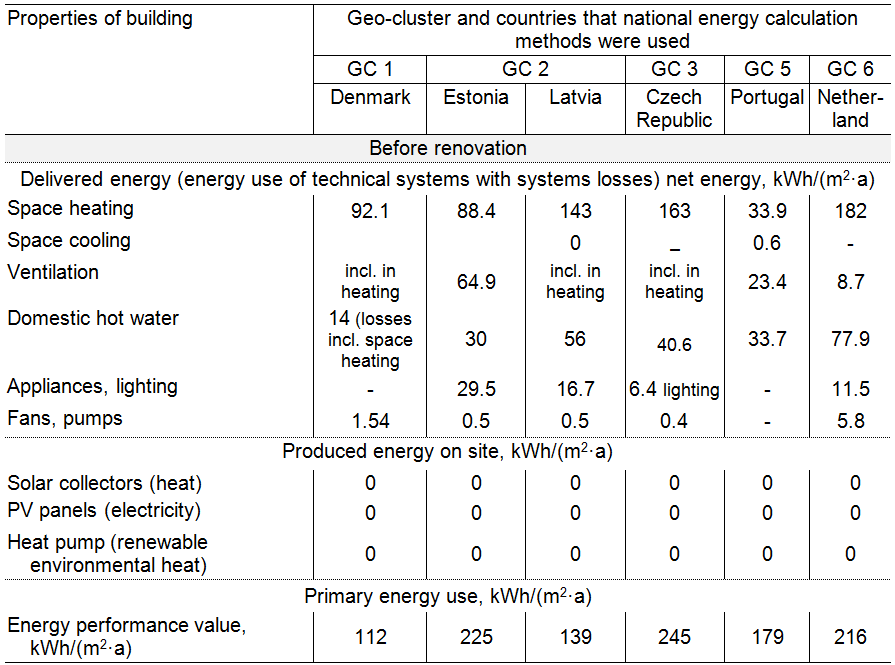 Properties of building
Geo-cluster and countries that national energy calculation
methods were used
GC 1 GC 2 GC 3 GC 5 GC 6
Denmark Estonia Latvia Czech Republic Portugal Nether-land
Before renovation
Delivered energy (energy use of technical systems with systems losses) net energy, kWh/(m²·a)
Space heating 92.1 88.4 143 163 33.9 182
Space cooling 0 – 0.6 -
Ventilation incl. in heating 64.9 incl. in heating incl. in heating 23.4 8.7
Domestic hot water 14 (losses incl. space heating 30 56 40.6 33.7 77.9
Appliances, lighting - 29.5 16.7 6.4 lighting - 11.5
Fans, pumps 1.54 0.5 0.5 0.4 - 5.8
Produced energy on site, kWh/(m²·a)
Solar collectors (heat) 0 0 0 0 0 0
PV panels (electricity) 0 0 0 0 0 0
Heat pump (renewable
environmental heat) 0 0 0 0 0 0
Primary energy use, kWh/(m²·a)
Energy performance value,
kWh/(m²·a) 112 225 139 245 179 216